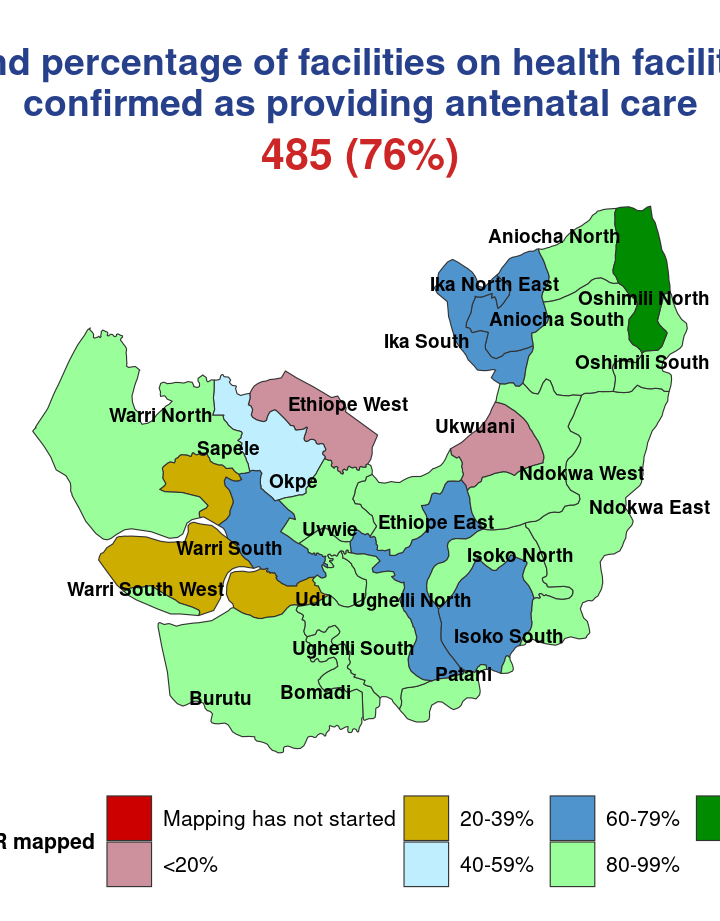 nd percentage of facilities on health facilit
confirmed as providing antenatal care
485 (76%)
Aniocha North
Ika North East
Oshimili North
Aniocha South
Ika South
Oshimili South
Ethiope West
Warri North
Ukwuani
Sapele
Ndokwa West
Okpe
Ndokwa East
Ethiope East
Uvwie
Warri South
Isoko North
Warri South West
Udu
Ughelli North
Isoko South
Ughelli South
Patani
Bomadi
Burutu
R mapped
Mapping has not started
20-39%
60-79%
<20%
40-59%
80-99%